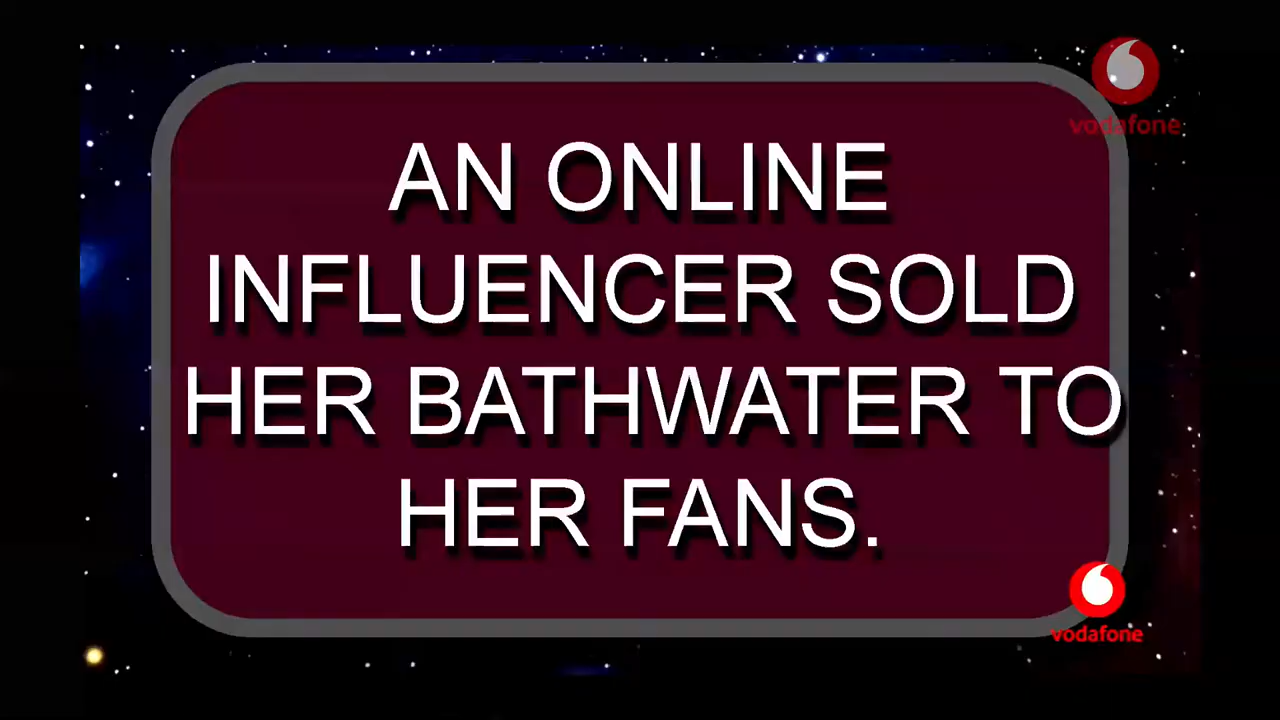 vodafone
AN ONLINE
INFLUENCER SOLD
HER BATHWATER TO
HER FANS.
vodafone